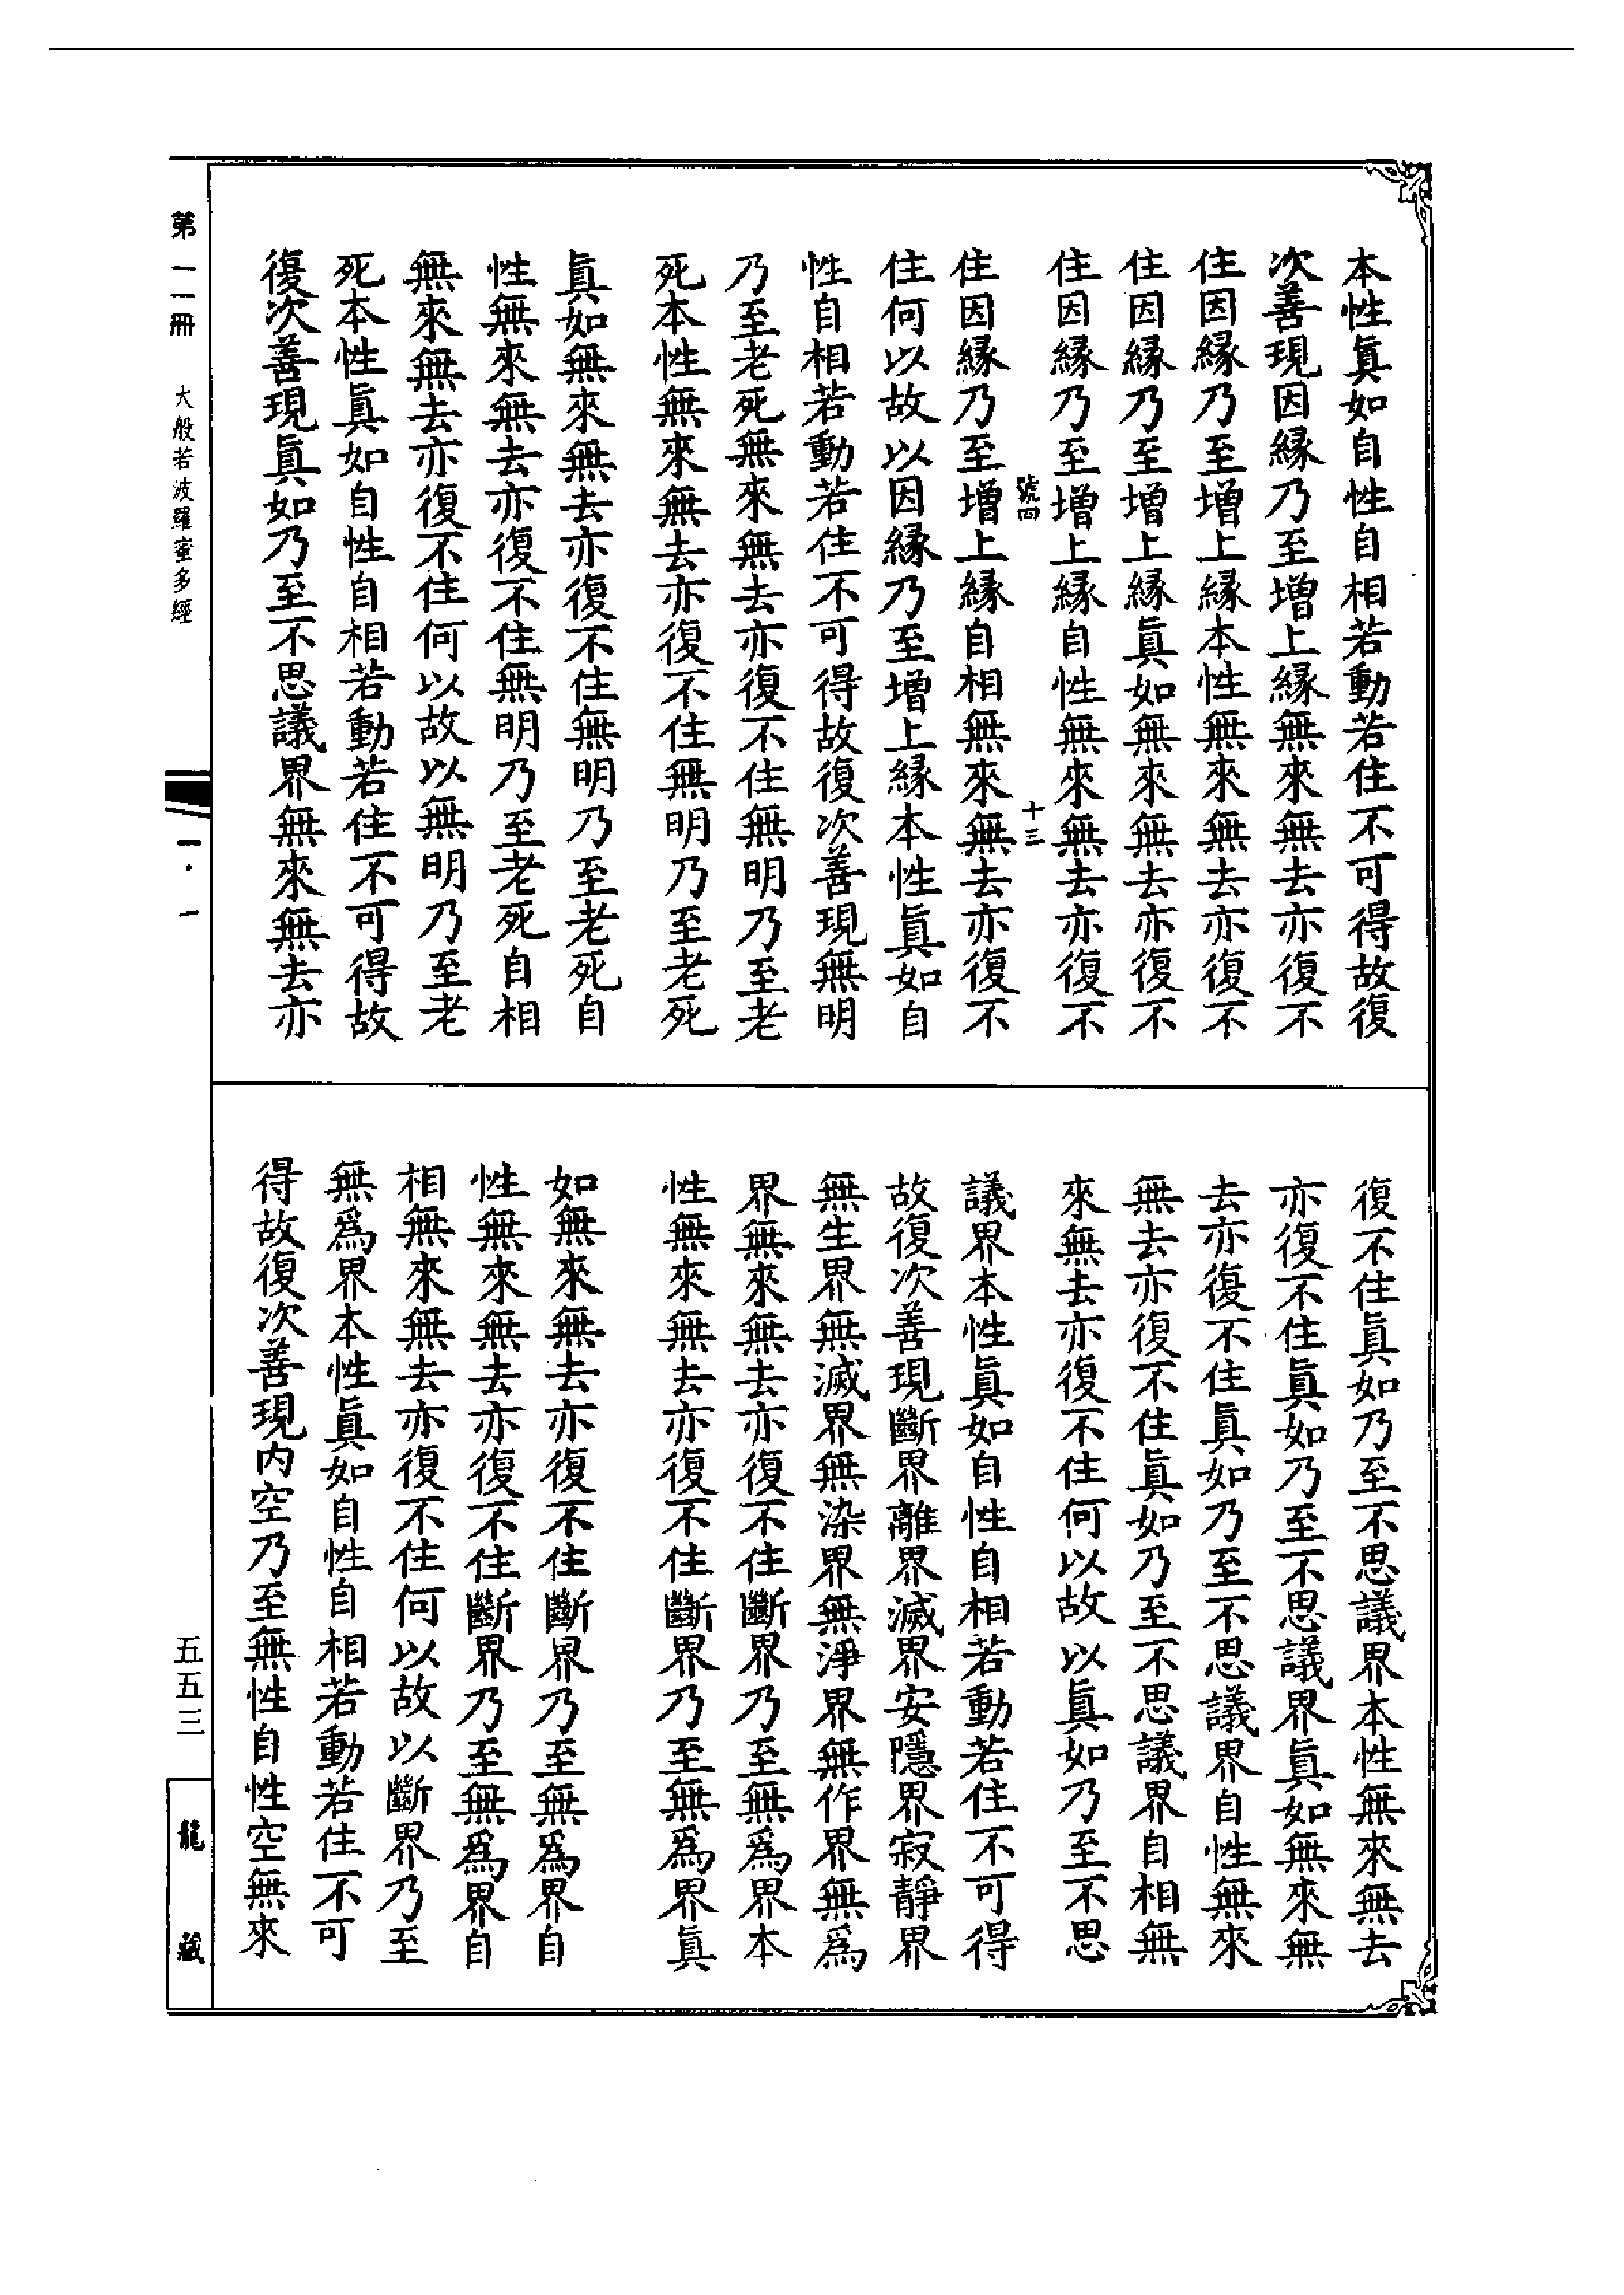 本性真如自性自相若動若住不可得故復
次善現因緣乃至增上緣無來無去亦復不
住因緣乃至增上緣本性無來無去亦復不
住因緣乃至增上緣真如無來無去亦復不
住因緣乃至增上緣自性無來無去亦復不
號四 十三
住因緣乃至增上緣自相無來無去亦復不
住何以故以因緣乃至增上緣本性真如自
性自相若動若住不可得故復次善現無明
乃至老死無來無去亦復不住無明乃至老
死本性無來無去亦復不住無明乃至老死
真如無來無去亦復不住無明乃至老死自
性無來無去亦復不住無明乃至老死自相
無來無去亦復不住何以故以無明乃至老
死本性真如自性自相若動若住不可得故
復次善現真如乃至不思議界無來無去亦
復不住真如乃至不思議界本性無來無去
亦復不住真如乃至不思議界真如無來無
去亦復不住真如乃至不思議界自性無來
無去亦復不住真如乃至不思議界自相無
來無去亦復不住何以故以真如乃至不思
議界本性真如自性自相若動若住不可得
故復次善現斷界離界滅界安隱界寂靜界
無生界無滅界無染界無淨界無作界無爲
界無來無去亦復不住斷界乃至無爲界本
性無來無去亦復不住斷界乃至無爲界真
如無來無去亦復不住斷界乃至無爲界自
性無來無去亦復不住斷界乃至無爲界自
相無來無去亦復不住何以故以斷界乃至
無爲界本性真如自性自相若動若住不可
得故復次善現內空乃至無性自性空無來
第一一冊 大般若波羅蜜多經
一·一
五五三
龍藏